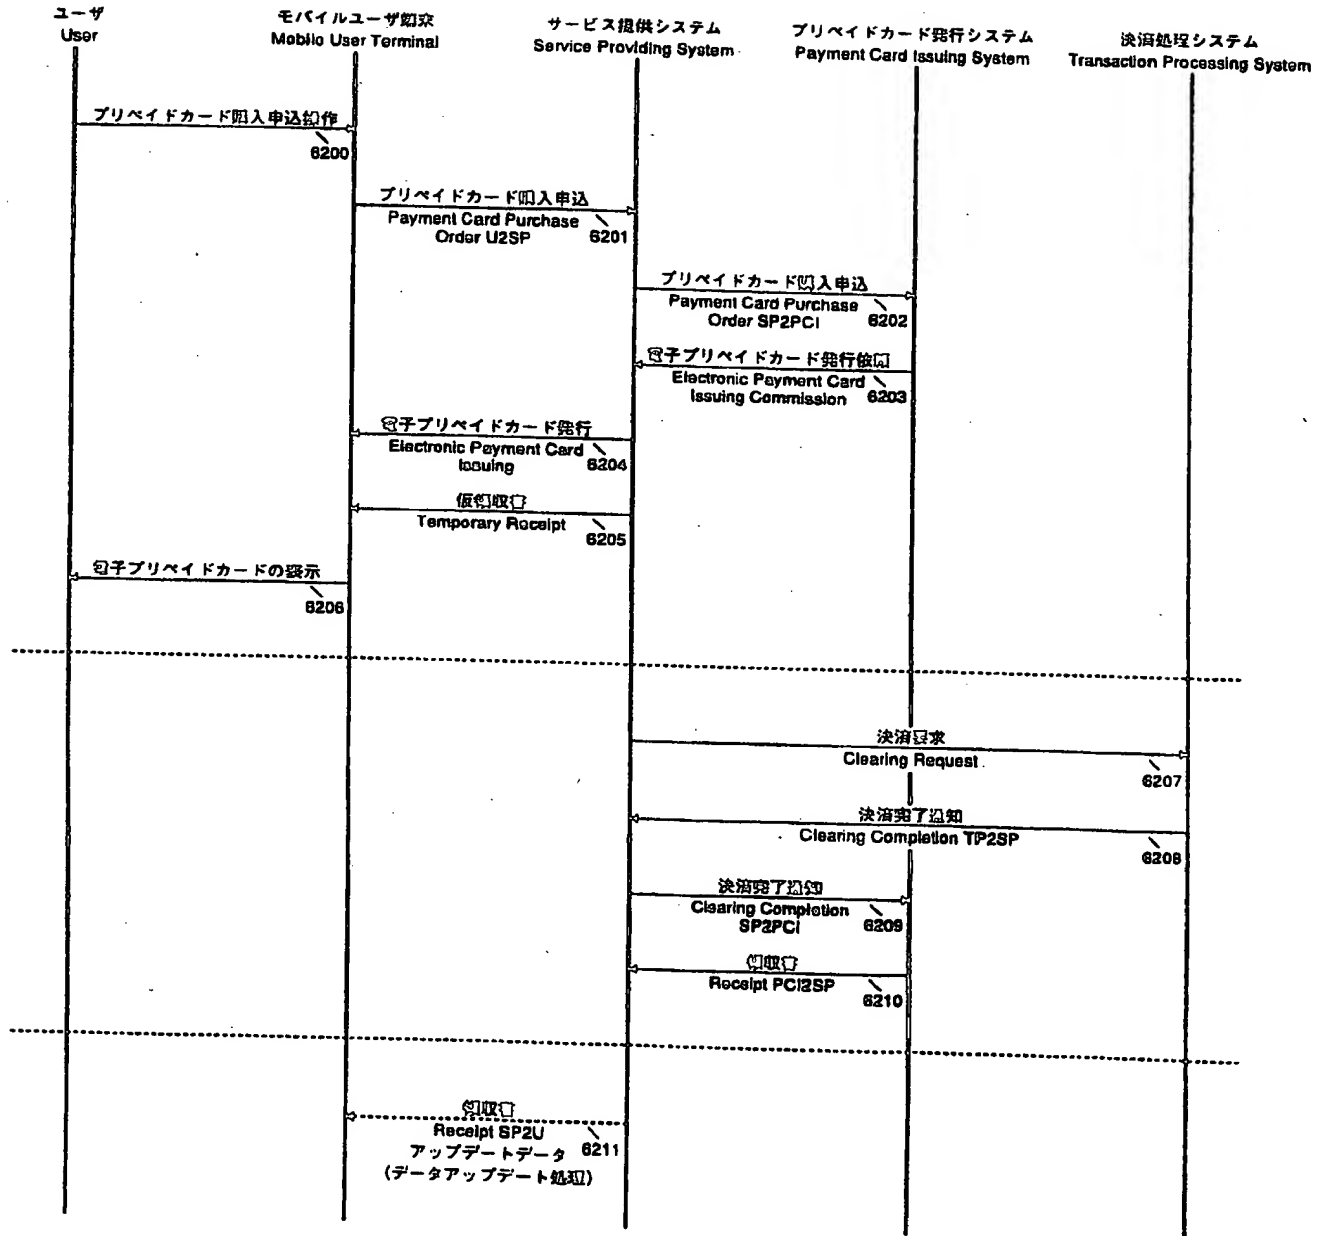 ユーザ
User
モバイルユーザ端末
Mobile User Terminal
サービス提供システム
Service Providing System
プリペイドカード発行システム
Payment Card Issuing System
決済処理システム
Transaction Processing System
プリペイドカード購入申込操作
6200
プリペイドカード購入申込
Payment Card Purchase
Order U2SP
6201
プリペイドカード購入申込
Payment Card Purchase
Order SP2PCI
6202
電子プリペイドカード発行依頼
Electronic Payment Card
Issuing Commission
6203
電子プリペイドカード発行
Electronic Payment Card
Issuing
6204
仮領収書
Temporary Receipt
6205
電子プリペイドカードの表示
6206
決済要求
Clearing Request
6207
決済完了通知
Clearing Completion TP2SP
6208
決済完了通知
Clearing Completion
SP2PCI
6209
領収書
Receipt PCI2SP
6210
領収書
Receipt SP2U
6211
アップデートデータ
(データアップデート処理)